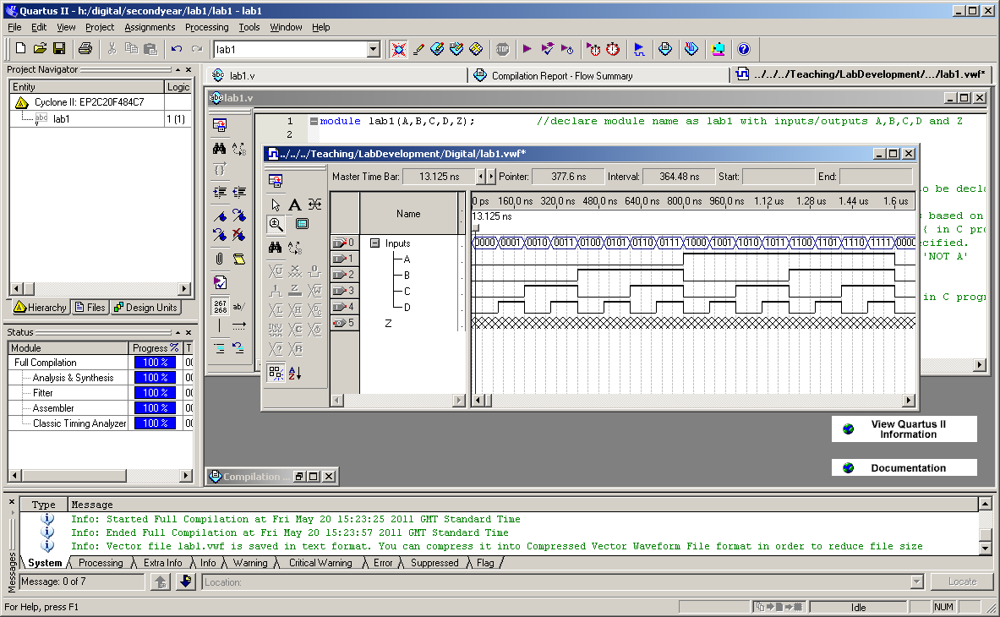 Quartus II - h:/digital/secondyear/lab1/lab1 - lab1
File Edit View Project Assignments Processing Tools Window Help
lab1
STOP
Project Navigator
Entity Logic
Cyclone II: EP2C20F484C7
abc lab1 1 (1)
Hierarchy Files Design Units
Status
Module Progress % T
Full Compilation 100 % 00
Analysis & Synthesis 100 % 00
Fitter 100 % 00
Assembler 100 % 00
Classic Timing Analyzer 100 % 00
lab1.v
Compilation Report - Flow Summary
../../../Teaching/LabDevelopment/.../lab1.vwf*
lab1.v
267
268
ab/
1 module lab1(A,B,C,D,Z); //declare module name as lab1 with inputs/outputs A,B,C,D and Z
2
o be decla
s based on
{ in C pro
cified.
'NOT A'
in C progr
../../../Teaching/LabDevelopment/Digital/lab1.vwf*
Master Time Bar: 13.125 ns Pointer: 377.6 ns Interval: 364.48 ns Start: End:
Name
0 ps 160.0 ns 320.0 ns 480.0 ns 640.0 ns 800.0 ns 960.0 ns 1.12 us 1.28 us 1.44 us 1.6 us
13.125 ns
0 Inputs 0000 0001 0010 0011 0100 0101 0110 0111 1000 1001 1010 1011 1100 1101 1110 1111 0000
1 A
2 B
3 C
4 D
5 Z
View Quartus II
Information
Documentation
Compilation ...
Type Message
Info: Started Full Compilation at Fri May 20 15:23:25 2011 GMT Standard Time
Info: Ended Full Compilation at Fri May 20 15:23:57 2011 GMT Standard Time
Info: Vector file lab1.vwf is saved in text format. You can compress it into Compressed Vector Waveform File format in order to reduce file size
System Processing Extra Info Info Warning Critical Warning Error Suppressed Flag
Messages
Message: 0 of 7 Location: Locate
For Help, press F1 Idle NUM